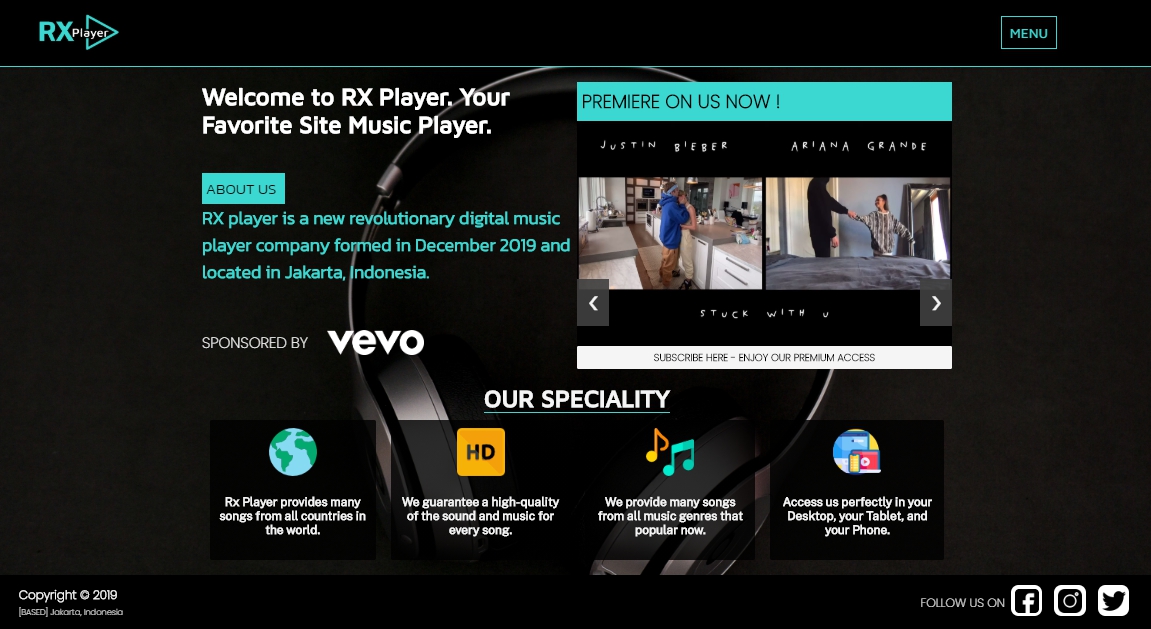 RX Player
MENU
Welcome to RX Player. Your
Favorite Site Music Player.
ABOUT US
RX player is a new revolutionary digital music
player company formed in December 2019 and
located in Jakarta, Indonesia.
SPONSORED BY vevo
PREMIERE ON US NOW !
JUSTIN BIEBER ARIANA GRANDE
❮ ❯
STUCK WITH U
SUBSCRIBE HERE - ENJOY OUR PREMIUM ACCESS
OUR SPECIALITY
Rx Player provides many
songs from all countries in
the world.
HD
We guarantee a high-quality
of the sound and music for
every song.
We provide many songs
from all music genres that
popular now.
Access us perfectly in your
Desktop, your Tablet, and
your Phone.
Copyright © 2019
[BASED] Jakarta, Indonesia
FOLLOW US ON